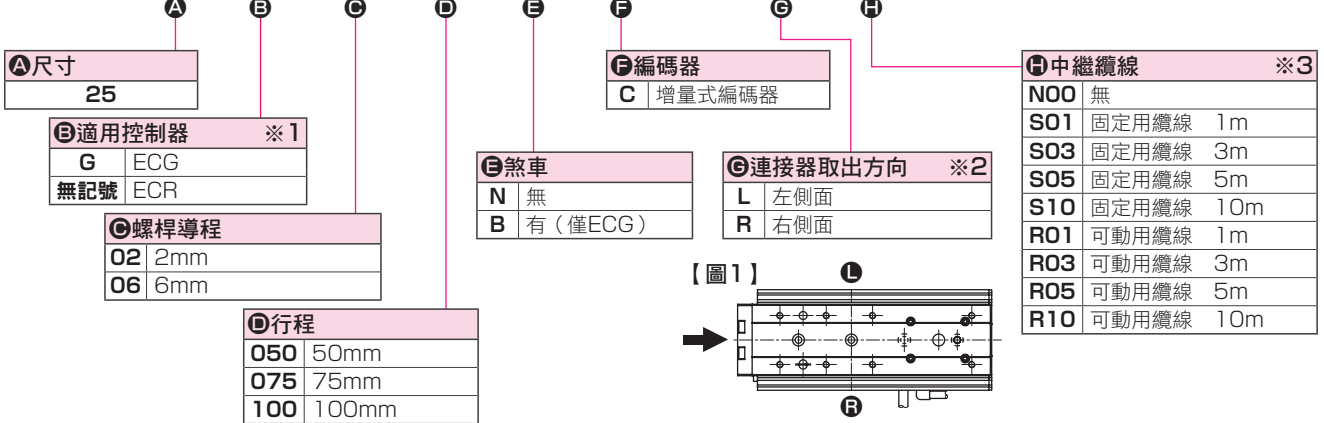 A B C D E F G H
A尺寸
25
B適用控制器 ※1
G ECG
無記號 ECR
C螺桿導程
02 2mm
06 6mm
D行程
050 50mm
075 75mm
100 100mm
E煞車
N 無
B 有（僅ECG）
F編碼器
C 增量式編碼器
G連接器取出方向 ※2
L 左側面
R 右側面
【圖1】
L
R
H中繼纜線 ※3
N00 無
S01 固定用纜線 1m
S03 固定用纜線 3m
S05 固定用纜線 5m
S10 固定用纜線 10m
R01 可動用纜線 1m
R03 可動用纜線 3m
R05 可動用纜線 5m
R10 可動用纜線 10m